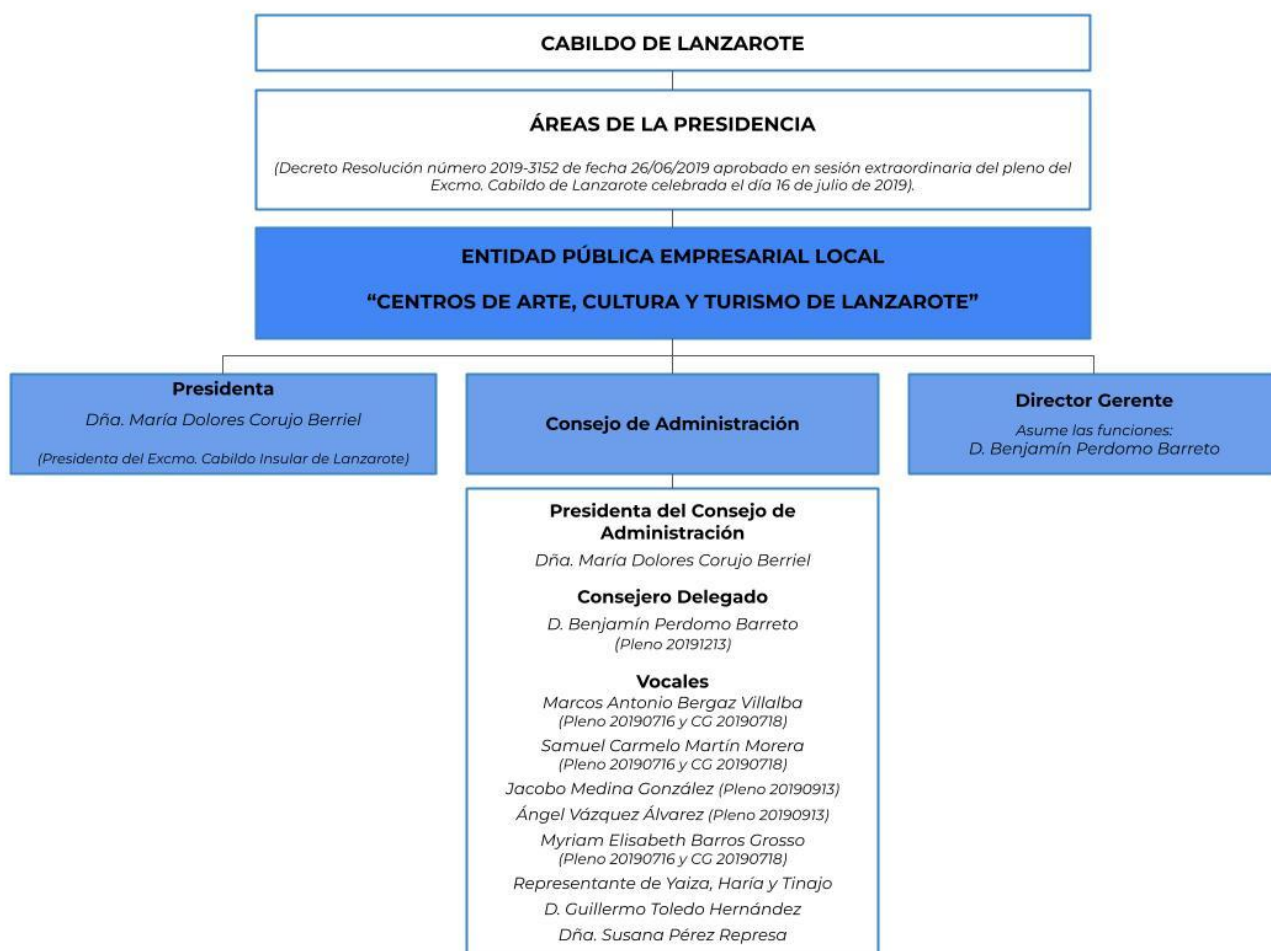 CABILDO DE LANZAROTE
ÁREAS DE LA PRESIDENCIA
(Decreto Resolución número 2019-3152 de fecha 26/06/2019 aprobado en sesión extraordinaria del pleno del
Excmo. Cabildo de Lanzarote celebrada el día 16 de julio de 2019).
ENTIDAD PÚBLICA EMPRESARIAL LOCAL
“CENTROS DE ARTE, CULTURA Y TURISMO DE LANZAROTE”
Presidenta
Dña. María Dolores Corujo Berriel
(Presidenta del Excmo. Cabildo Insular de Lanzarote)
Consejo de Administración
Director Gerente
Asume las funciones:
D. Benjamín Perdomo Barreto
Presidenta del Consejo de
Administración
Dña. María Dolores Corujo Berriel
Consejero Delegado
D. Benjamín Perdomo Barreto
(Pleno 20191213)
Vocales
Marcos Antonio Bergaz Villalba
(Pleno 20190716 y CG 20190718)
Samuel Carmelo Martín Morera
(Pleno 20190716 y CG 20190718)
Jacobo Medina González (Pleno 20190913)
Ángel Vázquez Álvarez (Pleno 20190913)
Myriam Elisabeth Barros Grosso
(Pleno 20190716 y CG 20190718)
Representante de Yaiza, Haría y Tinajo
D. Guillermo Toledo Hernández
Dña. Susana Pérez Represa